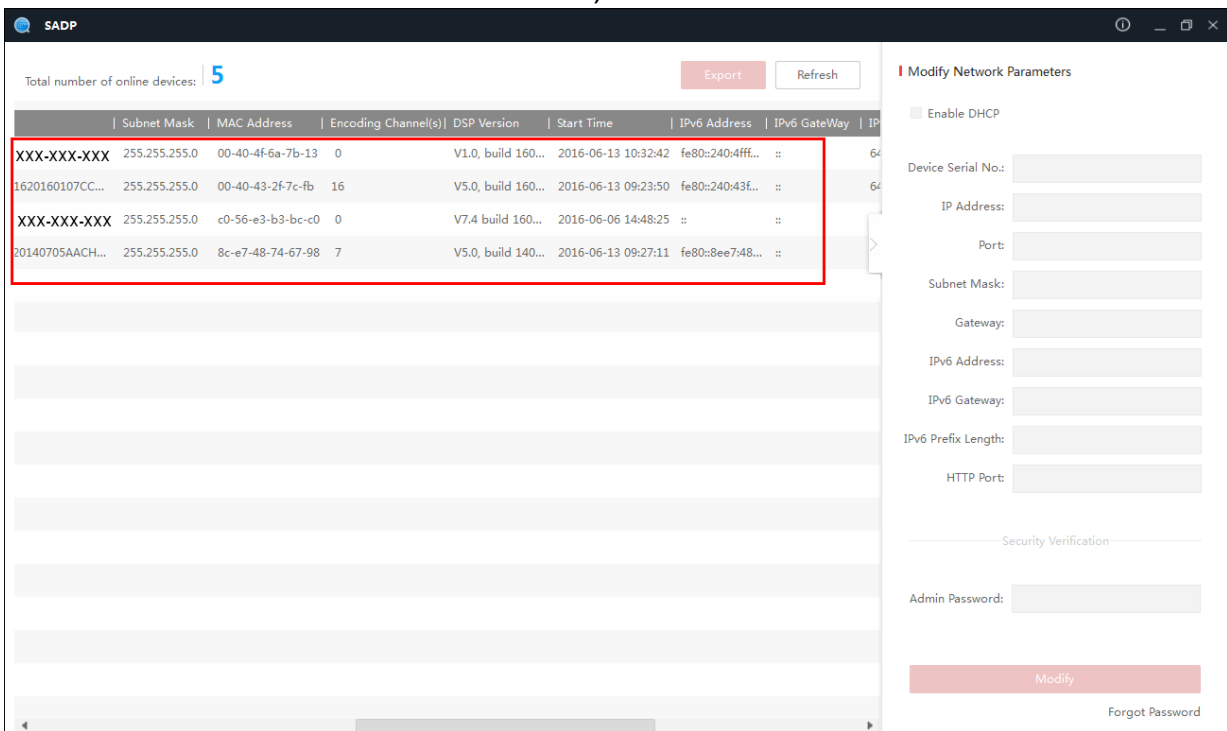 SADP
Total number of online devices: 5
Export
Refresh
| Subnet Mask | MAC Address | Encoding Channel(s) | DSP Version | Start Time | IPv6 Address | IPv6 GateWay | IP
XXX-XXX-XXX 255.255.255.0 00-40-4f-6a-7b-13 0 V1.0, build 160... 2016-06-13 10:32:42 fe80::240:4fff... :: 64
1620160107CC... 255.255.255.0 00-40-43-2f-7c-fb 16 V5.0, build 160... 2016-06-13 09:23:50 fe80::240:43f... :: 64
XXX-XXX-XXX 255.255.255.0 c0-56-e3-b3-bc-c0 0 V7.4 build 160... 2016-06-06 14:48:25 :: ::
20140705AACH... 255.255.255.0 8c-e7-48-74-67-98 7 V5.0, build 140... 2016-06-13 09:27:11 fe80::8ee7:48... ::
Modify Network Parameters
Enable DHCP
Device Serial No.:
IP Address:
Port:
Subnet Mask:
Gateway:
IPv6 Address:
IPv6 Gateway:
IPv6 Prefix Length:
HTTP Port:
Security Verification
Admin Password:
Modify
Forgot Password